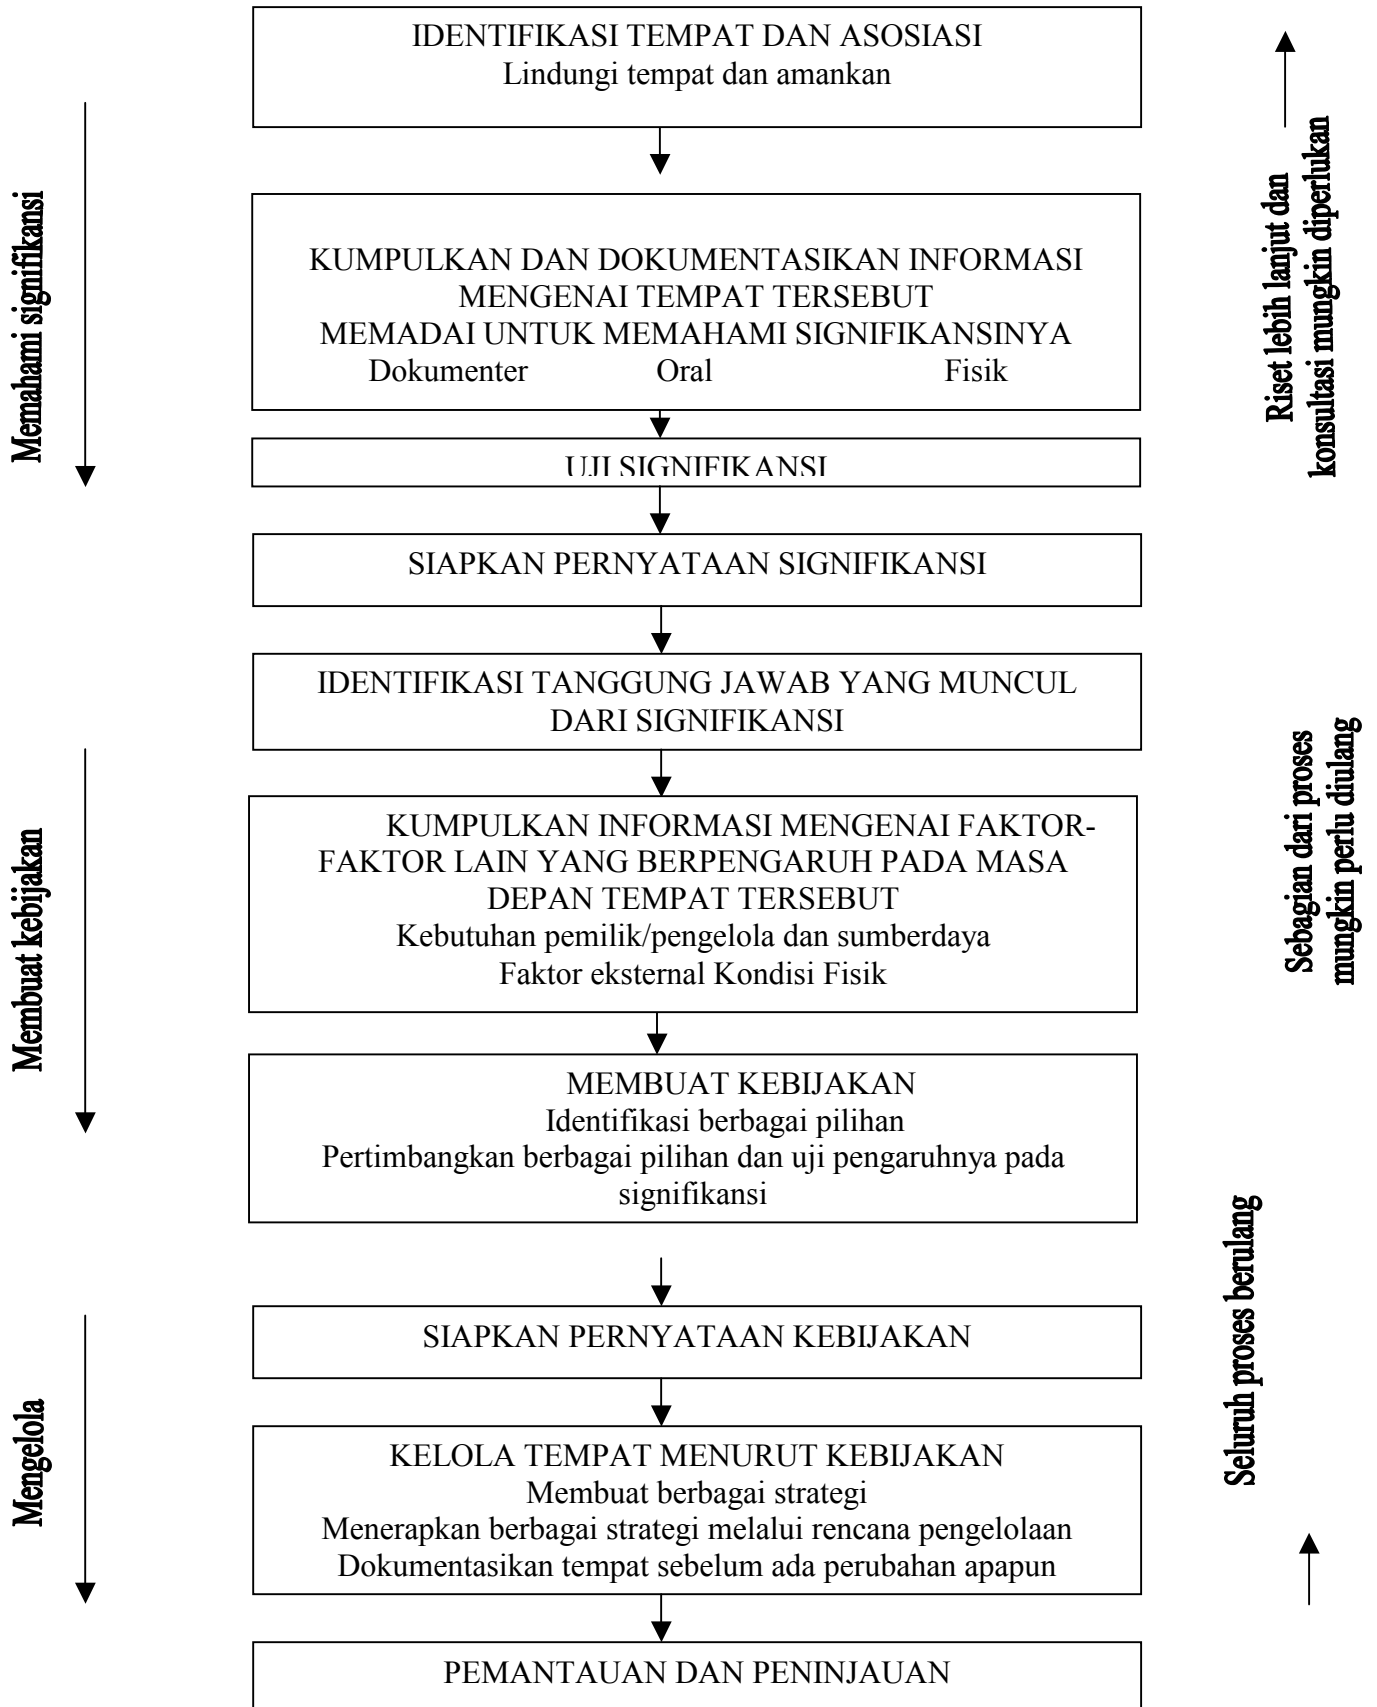 IDENTIFIKASI TEMPAT DAN ASOSIASI
Lindungi tempat dan amankan
KUMPULKAN DAN DOKUMENTASIKAN INFORMASI
MENGENAI TEMPAT TERSEBUT
MEMADAI UNTUK MEMAHAMI SIGNIFIKANSINYA
Dokumenter Oral Fisik
UJI SIGNIFIKANSI
SIAPKAN PERNYATAAN SIGNIFIKANSI
IDENTIFIKASI TANGGUNG JAWAB YANG MUNCUL
DARI SIGNIFIKANSI
KUMPULKAN INFORMASI MENGENAI FAKTOR-
FAKTOR LAIN YANG BERPENGARUH PADA MASA
DEPAN TEMPAT TERSEBUT
Kebutuhan pemilik/pengelola dan sumberdaya
Faktor eksternal Kondisi Fisik
MEMBUAT KEBIJAKAN
Identifikasi berbagai pilihan
Pertimbangkan berbagai pilihan dan uji pengaruhnya pada
signifikansi
SIAPKAN PERNYATAAN KEBIJAKAN
KELOLA TEMPAT MENURUT KEBIJAKAN
Membuat berbagai strategi
Menerapkan berbagai strategi melalui rencana pengelolaan
Dokumentasikan tempat sebelum ada perubahan apapun
PEMANTAUAN DAN PENINJAUAN
Memahami signifikansi
Membuat kebijakan
Mengelola
Riset lebih lanjut dan
konsultasi mungkin diperlukan
Sebagian dari proses
mungkin perlu diulang
Seluruh proses berulang